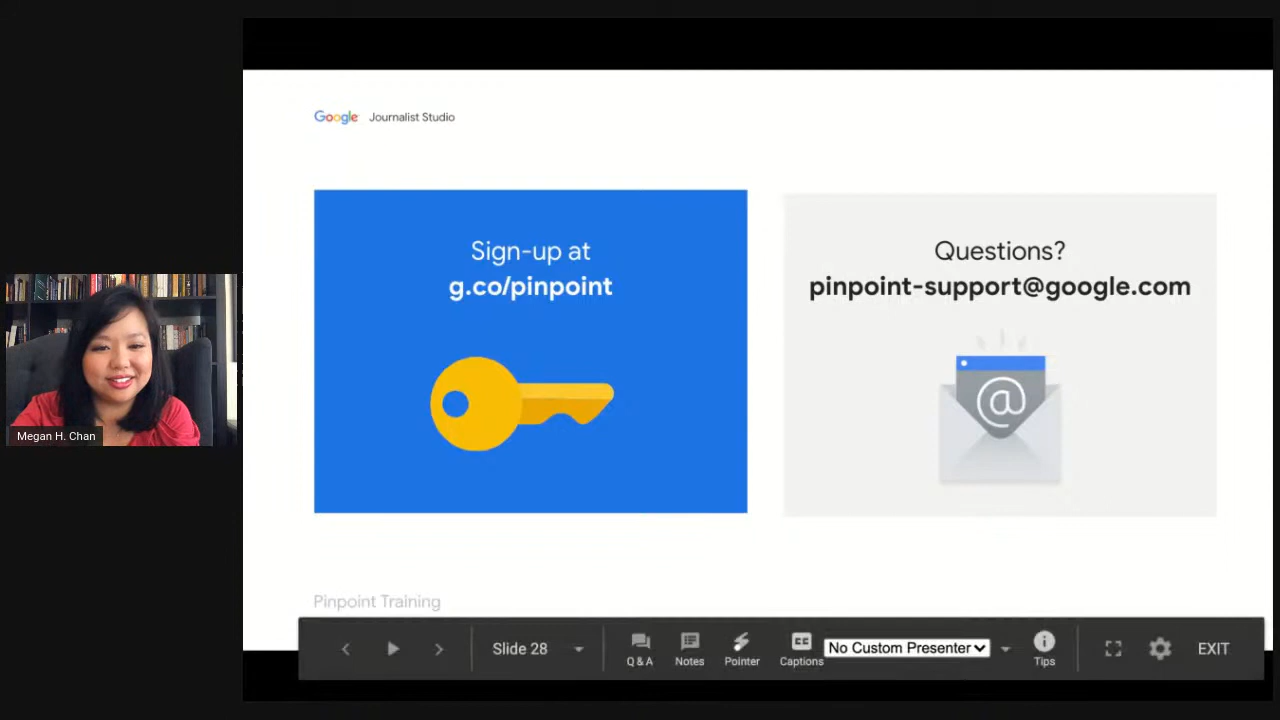 Google Journalist Studio
Sign-up at
g.co/pinpoint
Questions?
pinpoint-support@google.com
Megan H. Chan
Pinpoint Training
Slide 28
Q & A
Notes
Pointer
Captions
No Custom Presenter
Tips
EXIT